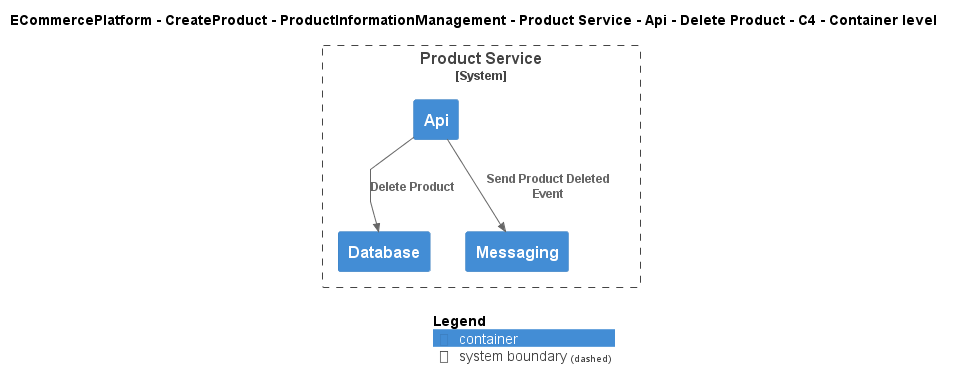 ECommercePlatform - CreateProduct - ProductInformationManagement - Product Service - Api - Delete Product - C4 - Container level
Product Service
[System]
Api
Delete Product
Send Product Deleted
Event
Database
Messaging
Legend
container
system boundary (dashed)